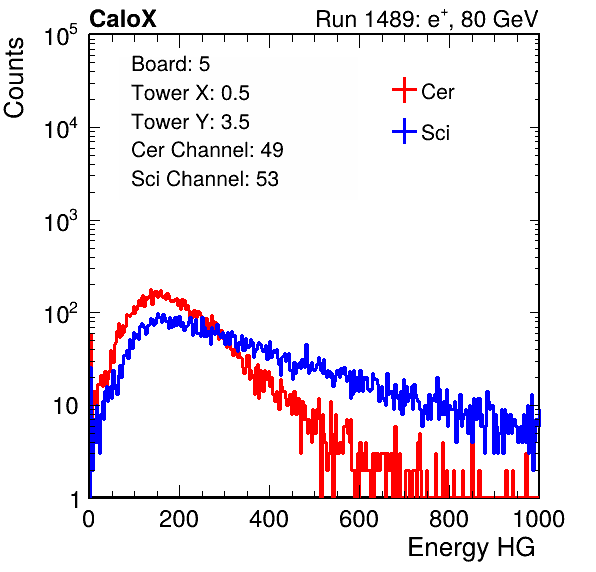 CaloX Run 1489: e⁺, 80 GeV
Counts
Board: 5
Tower X: 0.5
Tower Y: 3.5
Cer Channel: 49
Sci Channel: 53
Cer
Sci
10⁵
10⁴
10³
10²
10
1
0 200 400 600 800 1000
Energy HG